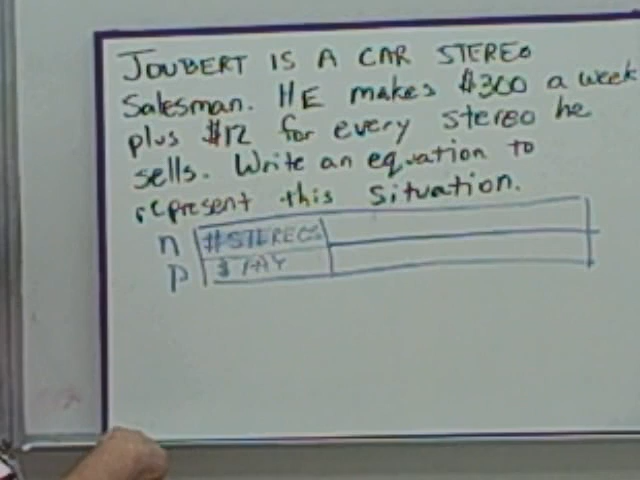 JOUBERT IS A CAR STEREO
Salesman. HE makes $300 a week
plus $12 for every stereo he
sells. Write an equation to
represent this situation.
n #STEREOS
p $PAY